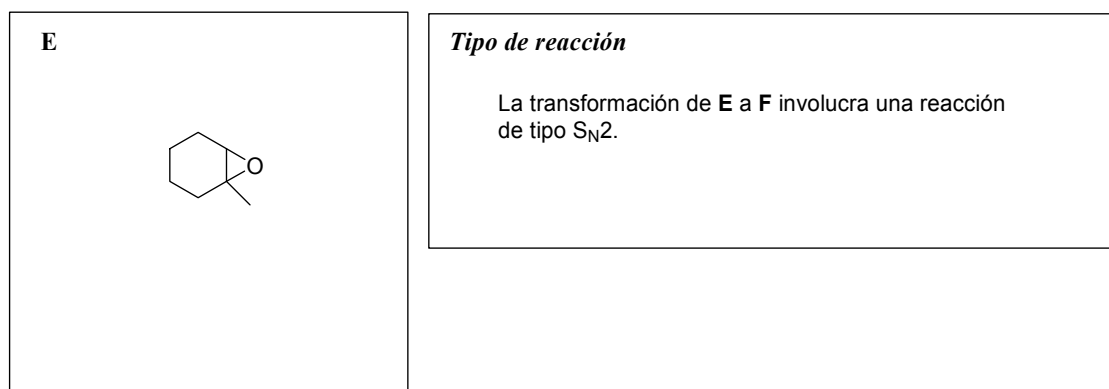 E
Tipo de reacción
La transformación de E a F involucra una reacción
de tipo SN2.
O